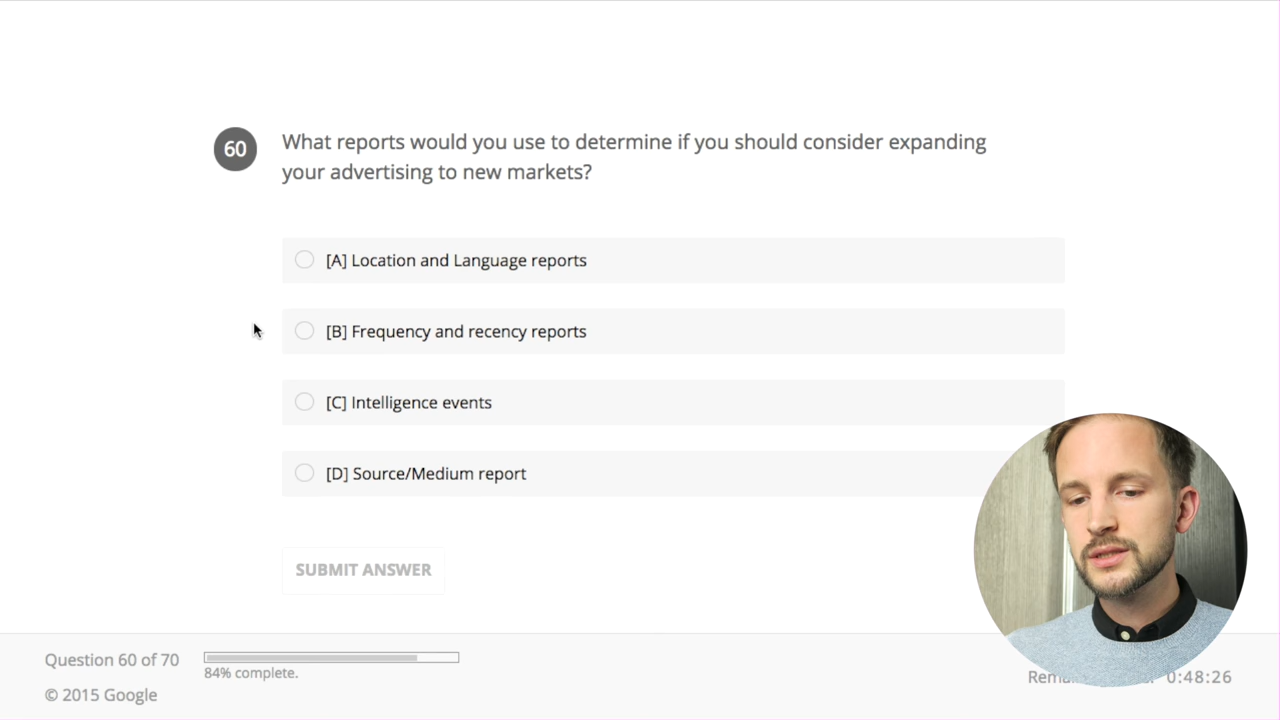 60
What reports would you use to determine if you should consider expanding
your advertising to new markets?
[A] Location and Language reports
[B] Frequency and recency reports
[C] Intelligence events
[D] Source/Medium report
SUBMIT ANSWER
Question 60 of 70
84% complete.
© 2015 Google
0:48:26